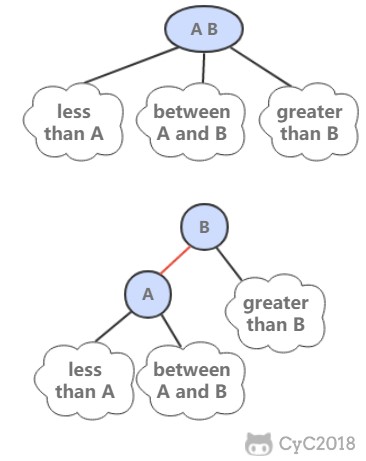 A B
less between greater
than A A and B than B
B
A
greater
than B
less between
than A A and B
CyC2018